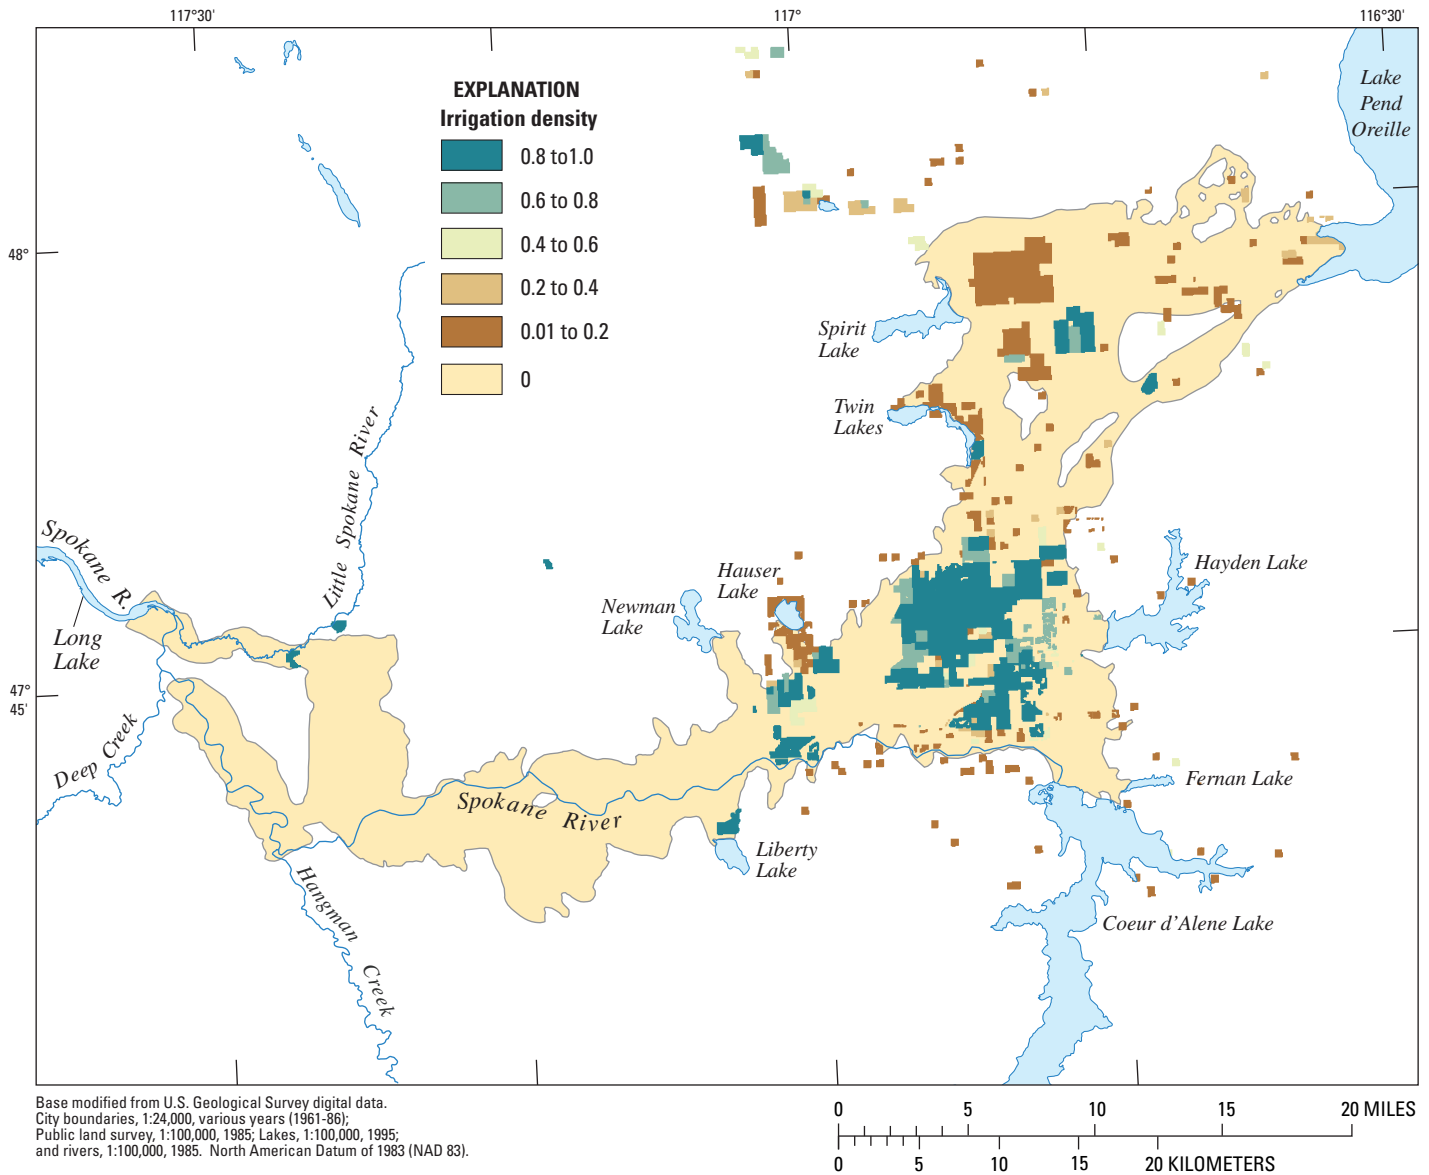 117°30'
117°
116°30'
EXPLANATION
Irrigation density
0.8 to1.0
0.6 to 0.8
0.4 to 0.6
0.2 to 0.4
0.01 to 0.2
0
Lake
Pend
Oreille
48°
Spirit
Lake
Twin
Lakes
Little Spokane River
Spokane R.
Long
Lake
Hauser
Lake
Newman
Lake
Hayden Lake
47°
45'
Deep Creek
Spokane River
Fernan Lake
Liberty
Lake
Hangman Creek
Coeur d'Alene Lake
Base modified from U.S. Geological Survey digital data.
City boundaries, 1:24,000, various years (1961-86);
Public land survey, 1:100,000, 1985; Lakes, 1:100,000, 1995;
and rivers, 1:100,000, 1985. North American Datum of 1983 (NAD 83).
0 5 10 15 20 MILES
0 5 10 15 20 KILOMETERS